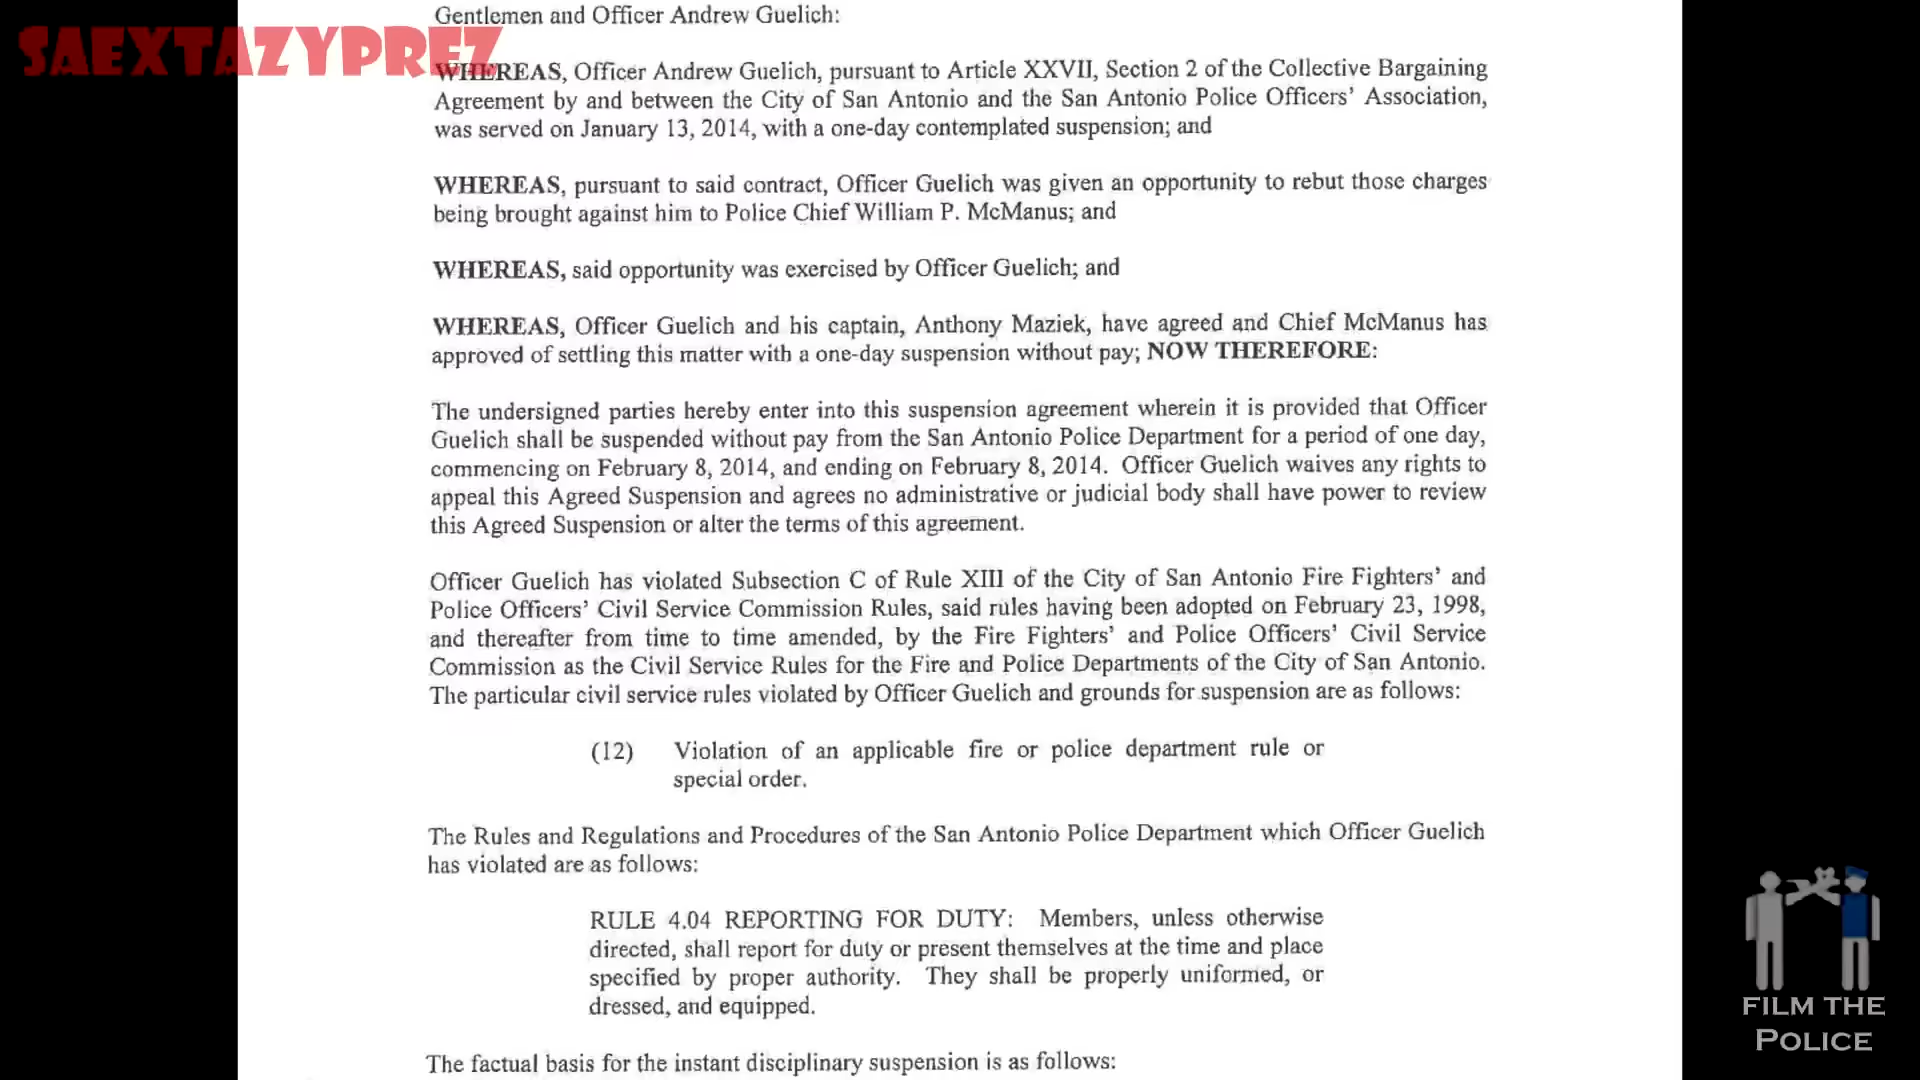 Gentlemen and Officer Andrew Guelich:
SAEXTAZYPREZ
WHEREAS, Officer Andrew Guelich, pursuant to Article XXVII, Section 2 of the Collective Bargaining
Agreement by and between the City of San Antonio and the San Antonio Police Officers' Association,
was served on January 13, 2014, with a one-day contemplated suspension; and
WHEREAS, pursuant to said contract, Officer Guelich was given an opportunity to rebut those charges
being brought against him to Police Chief William P. McManus; and
WHEREAS, said opportunity was exercised by Officer Guelich; and
WHEREAS, Officer Guelich and his captain, Anthony Maziek, have agreed and Chief McManus has
approved of settling this matter with a one-day suspension without pay; NOW THEREFORE:
The undersigned parties hereby enter into this suspension agreement wherein it is provided that Officer
Guelich shall be suspended without pay from the San Antonio Police Department for a period of one day,
commencing on February 8, 2014, and ending on February 8, 2014. Officer Guelich waives any rights to
appeal this Agreed Suspension and agrees no administrative or judicial body shall have power to review
this Agreed Suspension or alter the terms of this agreement.
Officer Guelich has violated Subsection C of Rule XIII of the City of San Antonio Fire Fighters' and
Police Officers' Civil Service Commission Rules, said rules having been adopted on February 23, 1998,
and thereafter from time to time amended, by the Fire Fighters' and Police Officers' Civil Service
Commission as the Civil Service Rules for the Fire and Police Departments of the City of San Antonio.
The particular civil service rules violated by Officer Guelich and grounds for suspension are as follows:
(12) Violation of an applicable fire or police department rule or
special order.
The Rules and Regulations and Procedures of the San Antonio Police Department which Officer Guelich
has violated are as follows:
RULE 4.04 REPORTING FOR DUTY: Members, unless otherwise
directed, shall report for duty or present themselves at the time and place
specified by proper authority. They shall be properly uniformed, or
dressed, and equipped.
The factual basis for the instant disciplinary suspension is as follows:
FILM THE
POLICE